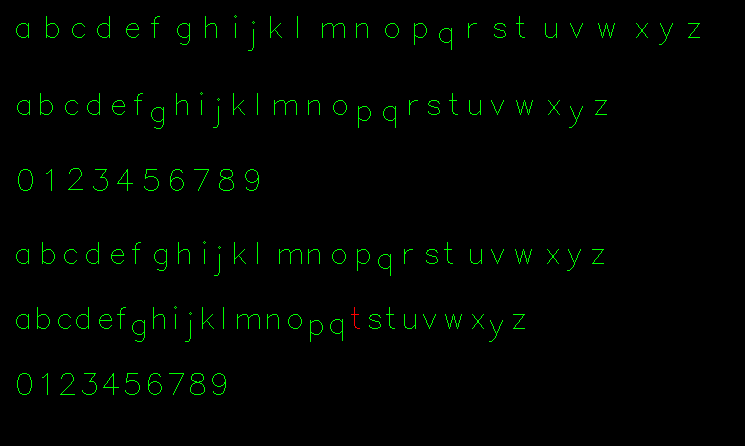 a b c d e f g h i j k l m n o p q r s t u v w x y z
a b c d e f g h i j k l m n o p q r s t u v w x y z
0 1 2 3 4 5 6 7 8 9
a b c d e f g h i j k l m n o p q r s t u v w x y z
abcdefghijklmnopqtstuvwxyz
0123456789